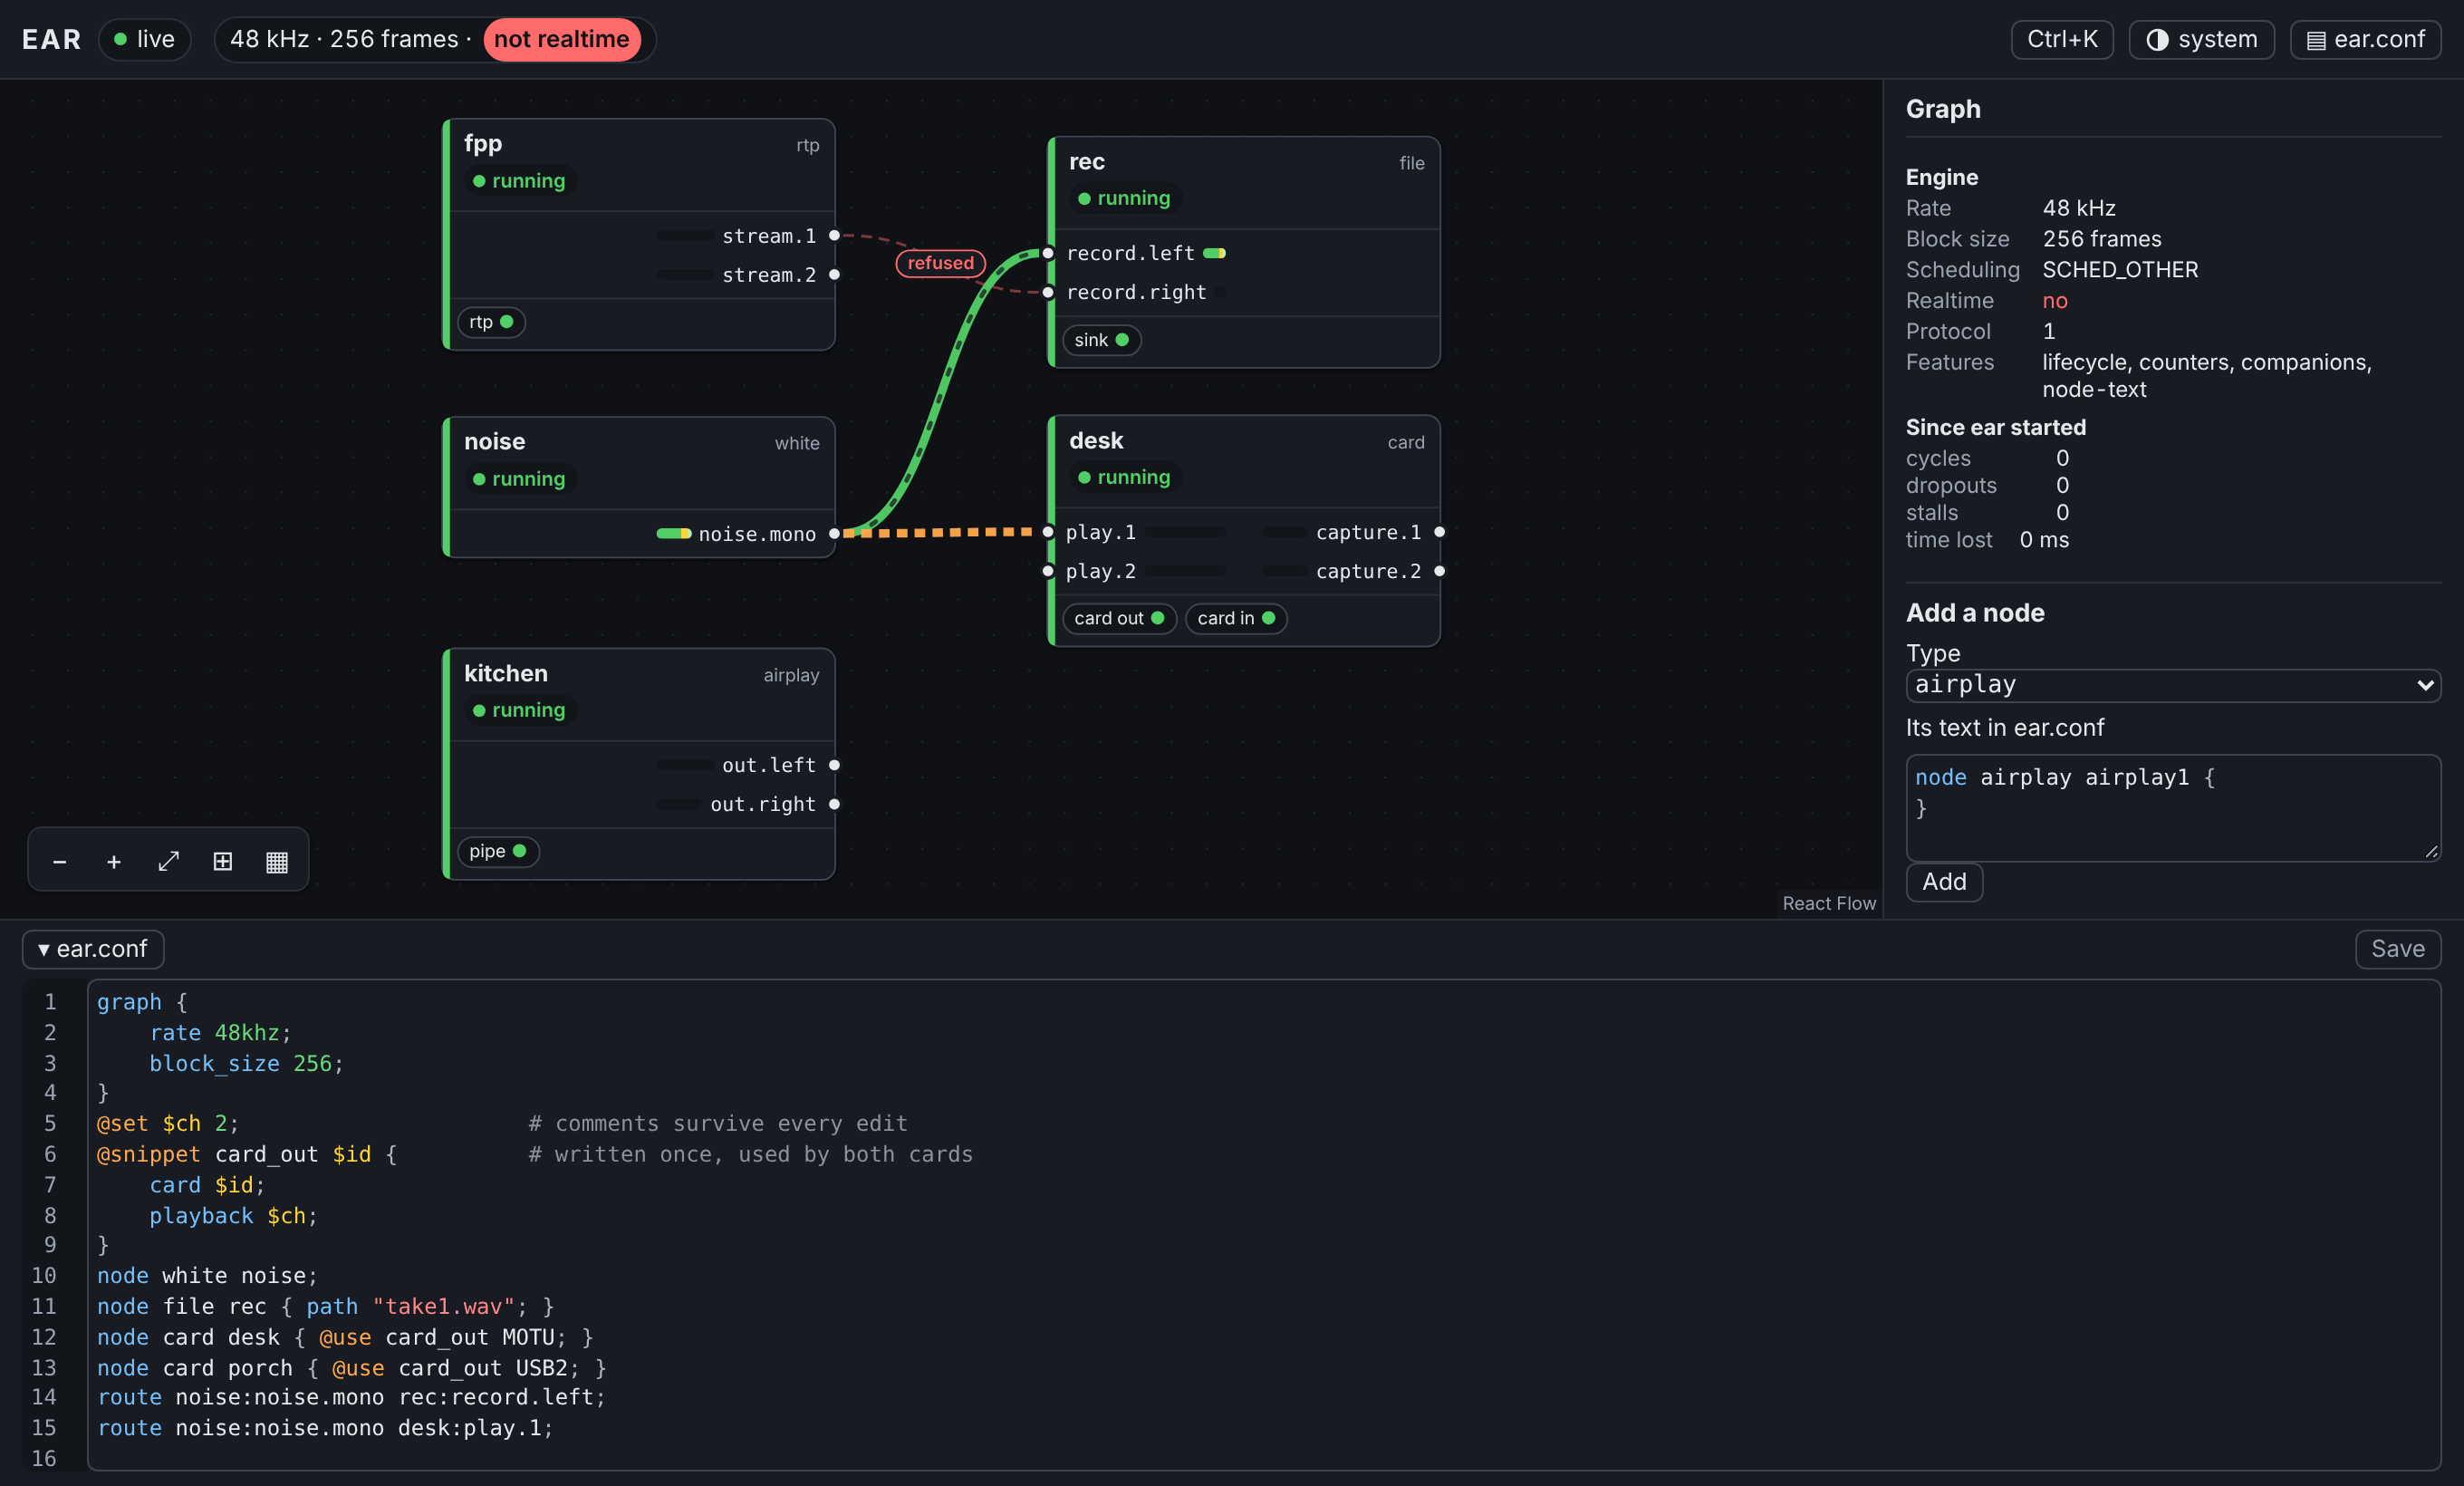 EAR live 48 kHz · 256 frames · not realtime Ctrl+K system ear.conf
fpp rtp
running
stream.1
stream.2
rtp
refused
rec file
running
record.left
record.right
sink
noise white
running
noise.mono
desk card
running
play.1 capture.1
play.2 capture.2
card out card in
kitchen airplay
running
out.left
out.right
pipe
− +
React Flow
Graph
Engine
Rate 48 kHz
Block size 256 frames
Scheduling SCHED_OTHER
Realtime no
Protocol 1
Features lifecycle, counters, companions,
node-text
Since ear started
cycles 0
dropouts 0
stalls 0
time lost 0 ms
Add a node
Type
airplay
Its text in ear.conf
node airplay airplay1 {
}
Add
▾ ear.conf Save
1 graph {
2     rate 48khz;
3     block_size 256;
4 }
5 @set $ch 2;                      # comments survive every edit
6 @snippet card_out $id {          # written once, used by both cards
7     card $id;
8     playback $ch;
9 }
10 node white noise;
11 node file rec { path "take1.wav"; }
12 node card desk { @use card_out MOTU; }
13 node card porch { @use card_out USB2; }
14 route noise:noise.mono rec:record.left;
15 route noise:noise.mono desk:play.1;
16